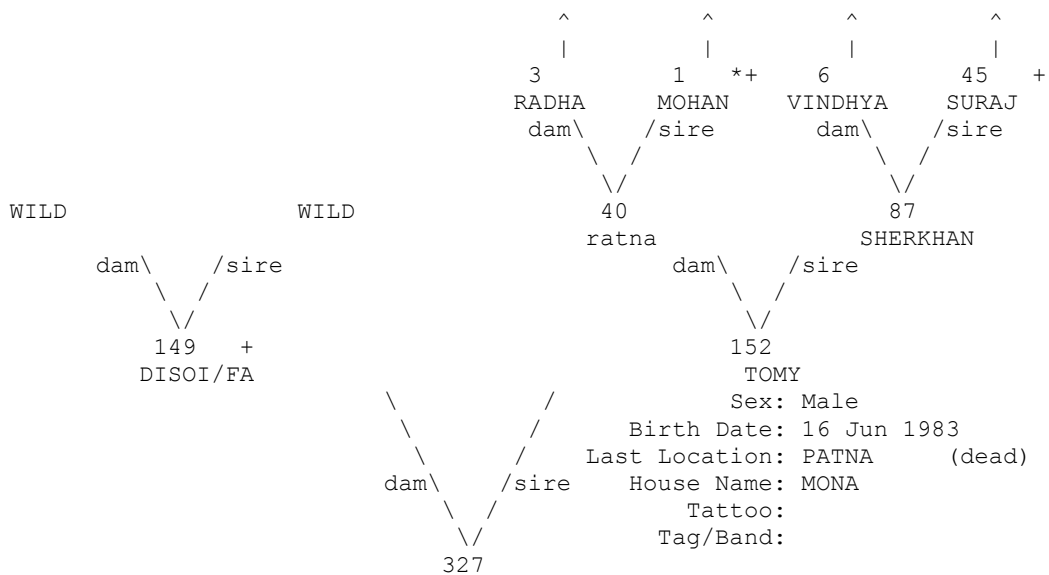 ^ ^ ^ ^
| | | |
3 1 *+ 6 45 +
RADHA MOHAN VINDHYA SURAJ
dam\ /sire dam\ /sire
\ / \ /
\/ \/
WILD WILD 40 87
ratna SHERKHAN
dam\ /sire dam\ /sire
\ / \ /
\/ \/
149 + 152
DISOI/FA TOMY
\ / Sex: Male
\ / Birth Date: 16 Jun 1983
\ / Last Location: PATNA (dead)
dam\ /sire House Name: MONA
\ / Tattoo:
\/ Tag/Band:
327